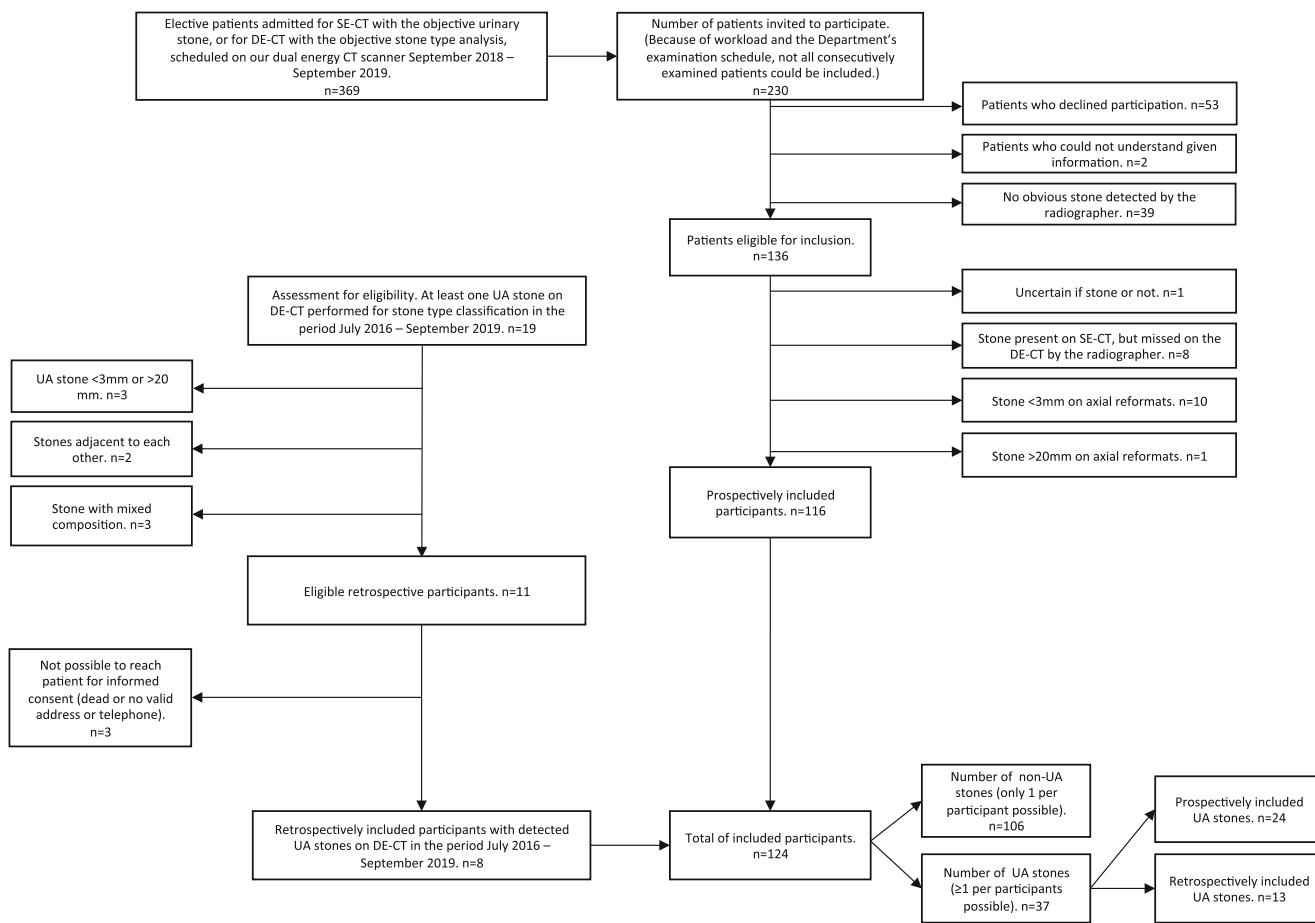 Elective patients admitted for SE-CT with the objective urinary
stone, or for DE-CT with the objective stone type analysis,
scheduled on our dual energy CT scanner September 2018 –
September 2019.
n=369
Number of patients invited to participate.
(Because of workload and the Department's
examination schedule, not all consecutively
examined patients could be included.)
n=230
Patients who declined participation. n=53
Patients who could not understand given
information. n=2
No obvious stone detected by the
radiographer. n=39
Patients eligible for inclusion.
n=136
Uncertain if stone or not. n=1
Stone present on SE-CT, but missed on the
DE-CT by the radiographer. n=8
Stone <3mm on axial reformats. n=10
Stone >20mm on axial reformats. n=1
Prospectively included
participants. n=116
Assessment for eligibility. At least one UA stone on
DE-CT performed for stone type classification in the
period July 2016 – September 2019. n=19
UA stone <3mm or >20
mm. n=3
Stones adjacent to each
other. n=2
Stone with mixed
composition. n=3
Eligible retrospective participants. n=11
Not possible to reach
patient for informed
consent (dead or no valid
address or telephone).
n=3
Retrospectively included participants with detected
UA stones on DE-CT in the period July 2016 –
September 2019. n=8
Total of included participants.
n=124
Number of non-UA
stones (only 1 per
participant possible).
n=106
Number of UA stones
(≥1 per participants
possible). n=37
Prospectively included
UA stones. n=24
Retrospectively included
UA stones. n=13